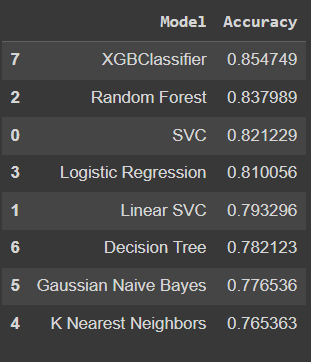 Model Accuracy
7 XGBClassifier 0.854749
2 Random Forest 0.837989
0 SVC 0.821229
3 Logistic Regression 0.810056
1 Linear SVC 0.793296
6 Decision Tree 0.782123
5 Gaussian Naive Bayes 0.776536
4 K Nearest Neighbors 0.765363